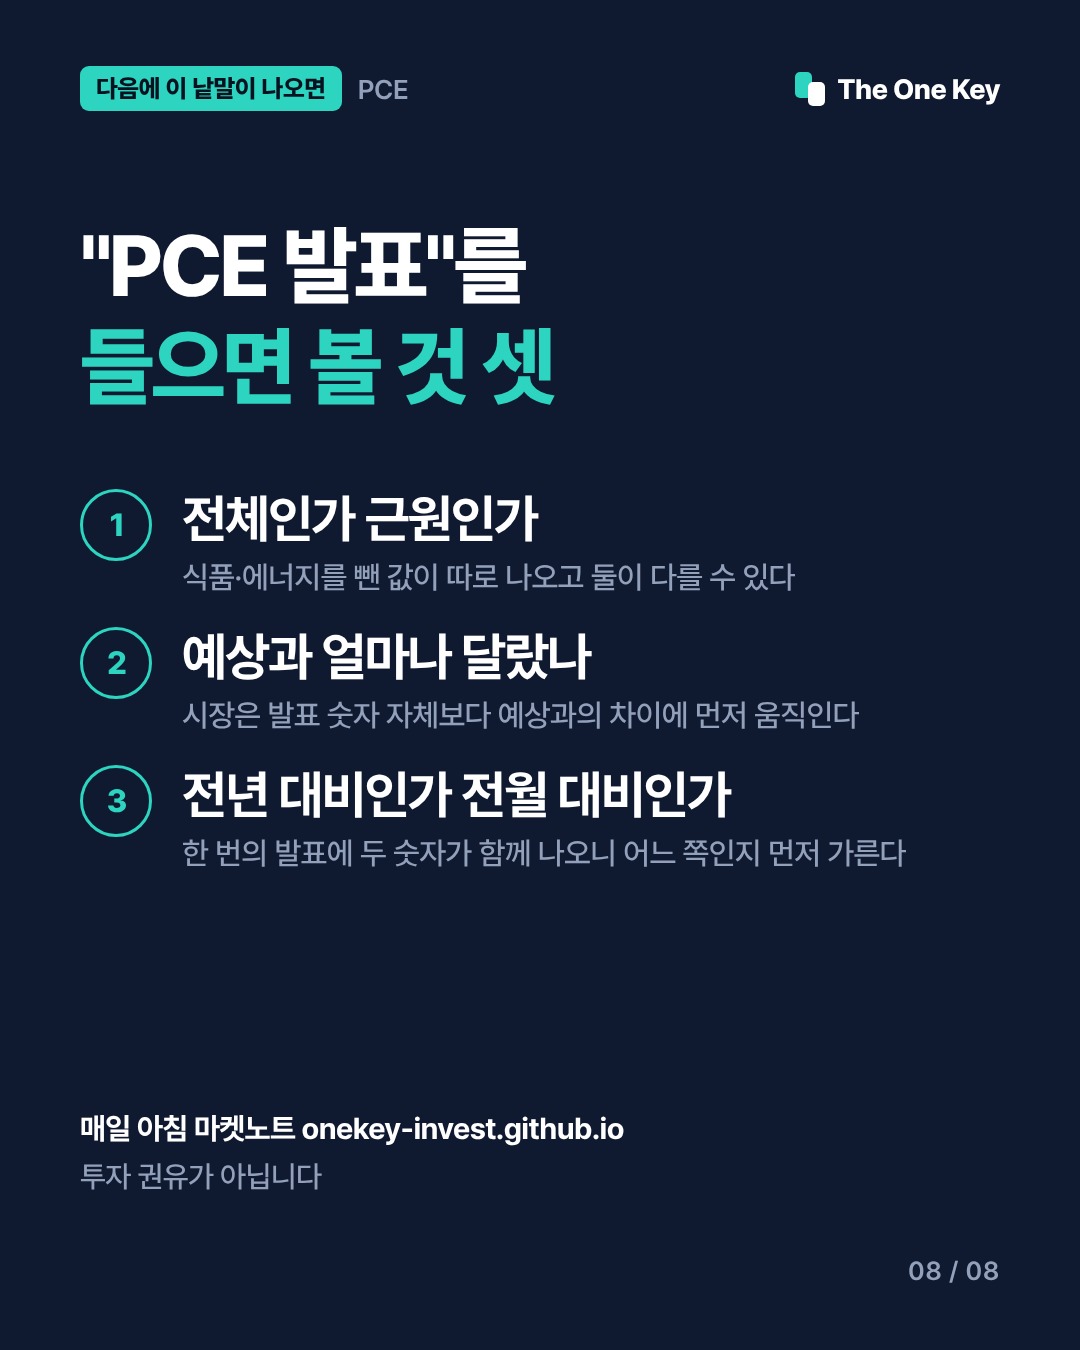 다음에 이 낱말이 나오면 PCE
The One Key
"PCE 발표"를
들으면 볼 것 셋
1 전체인가 근원인가
식품·에너지를 뺀 값이 따로 나오고 둘이 다를 수 있다
2 예상과 얼마나 달랐나
시장은 발표 숫자 자체보다 예상과의 차이에 먼저 움직인다
3 전년 대비인가 전월 대비인가
한 번의 발표에 두 숫자가 함께 나오니 어느 쪽인지 먼저 가른다
매일 아침 마켓노트 onekey-invest.github.io
투자 권유가 아닙니다
08 / 08